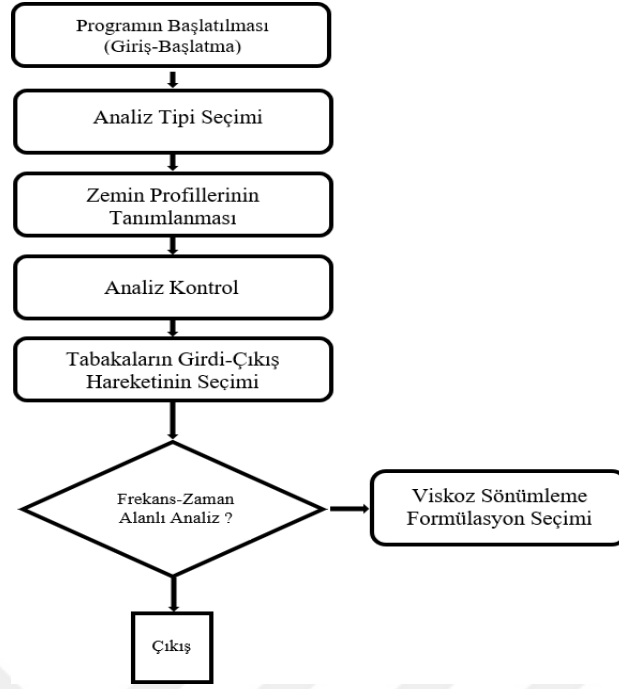 Programın Başlatılması
(Giriş-Başlatma)
Analiz Tipi Seçimi
Zemin Profillerinin
Tanımlanması
Analiz Kontrol
Tabakaların Girdi-Çıkış
Hareketinin Seçimi
Frekans-Zaman
Alanlı Analiz ?
Viskoz Sönümleme
Formülasyon Seçimi
Çıkış